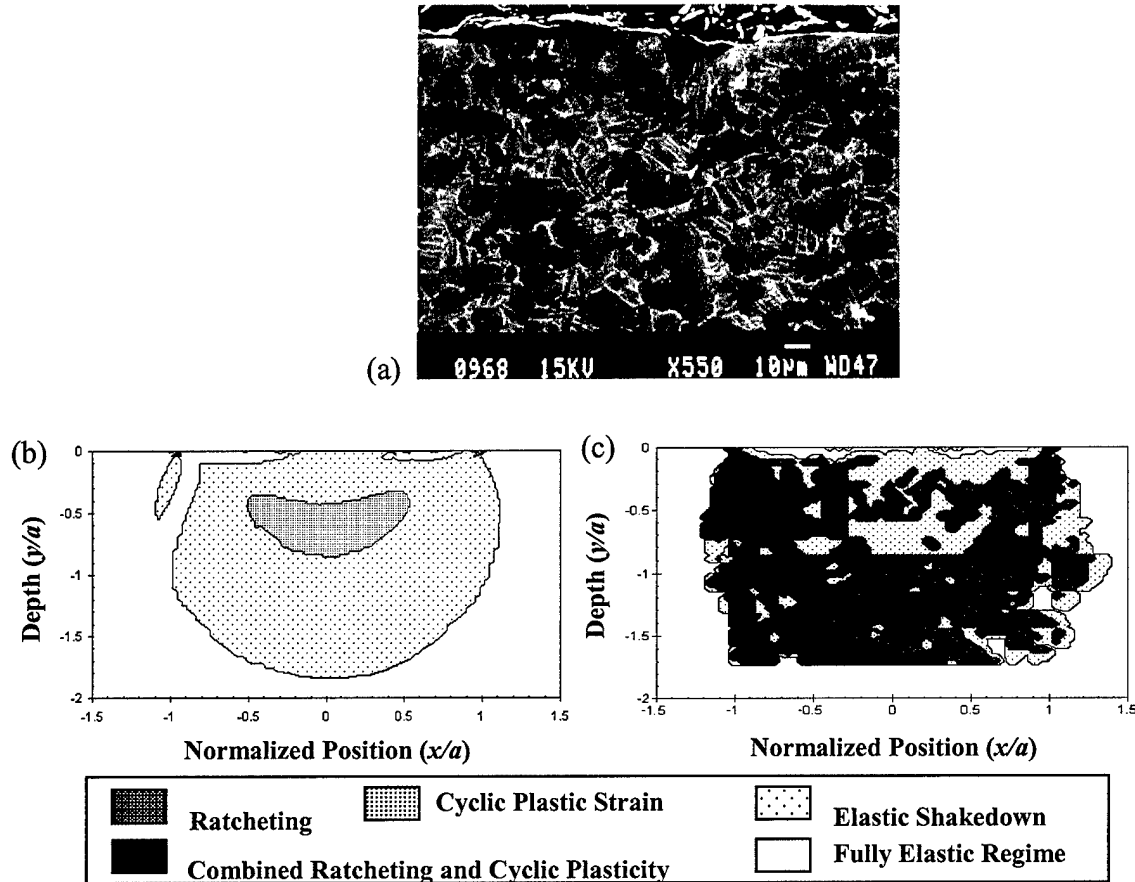 (a)
0968 15KV X550 10µm WD47
(b)
0
-0.5
-1
-1.5
-2
-1.5 -1 -0.5 0 0.5 1 1.5
Depth (y/a)
Normalized Position (x/a)
(c)
0
-0.5
-1
-1.5
-2
-1.5 -1 -0.5 0 0.5 1 1.5
Depth (y/a)
Normalized Position (x/a)
Ratcheting
Cyclic Plastic Strain
Elastic Shakedown
Combined Ratcheting and Cyclic Plasticity
Fully Elastic Regime